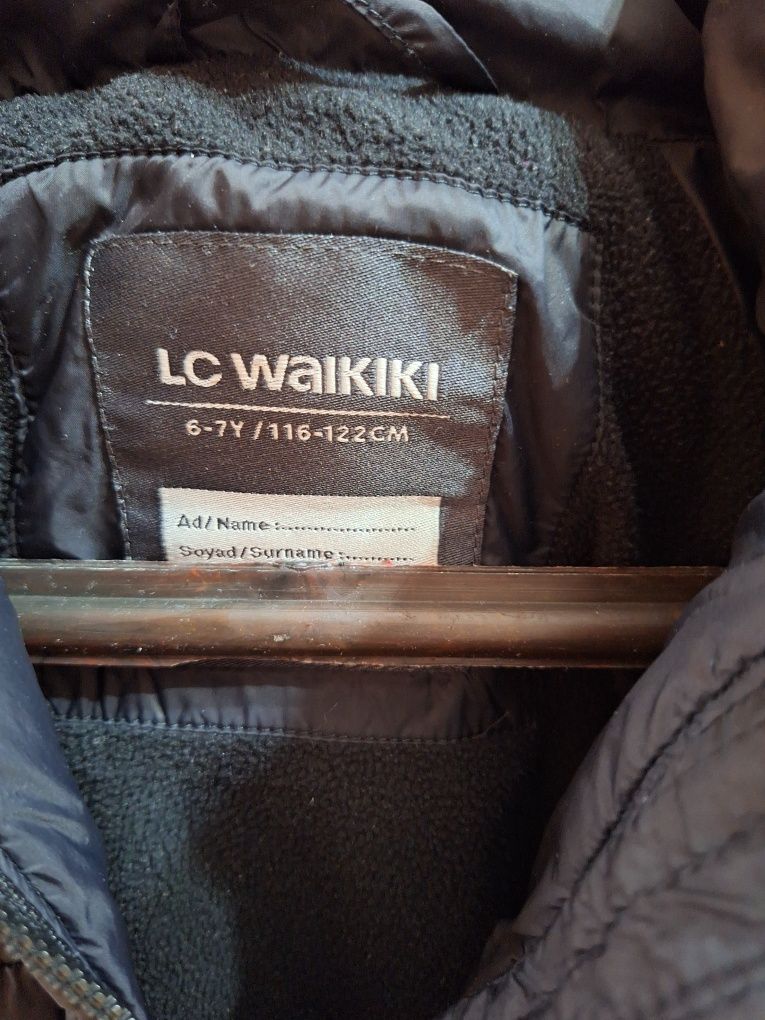 LC WAIKIKI
6-7Y / 116-122CM
Ad/Name:.........................
Soyad/Surname:............